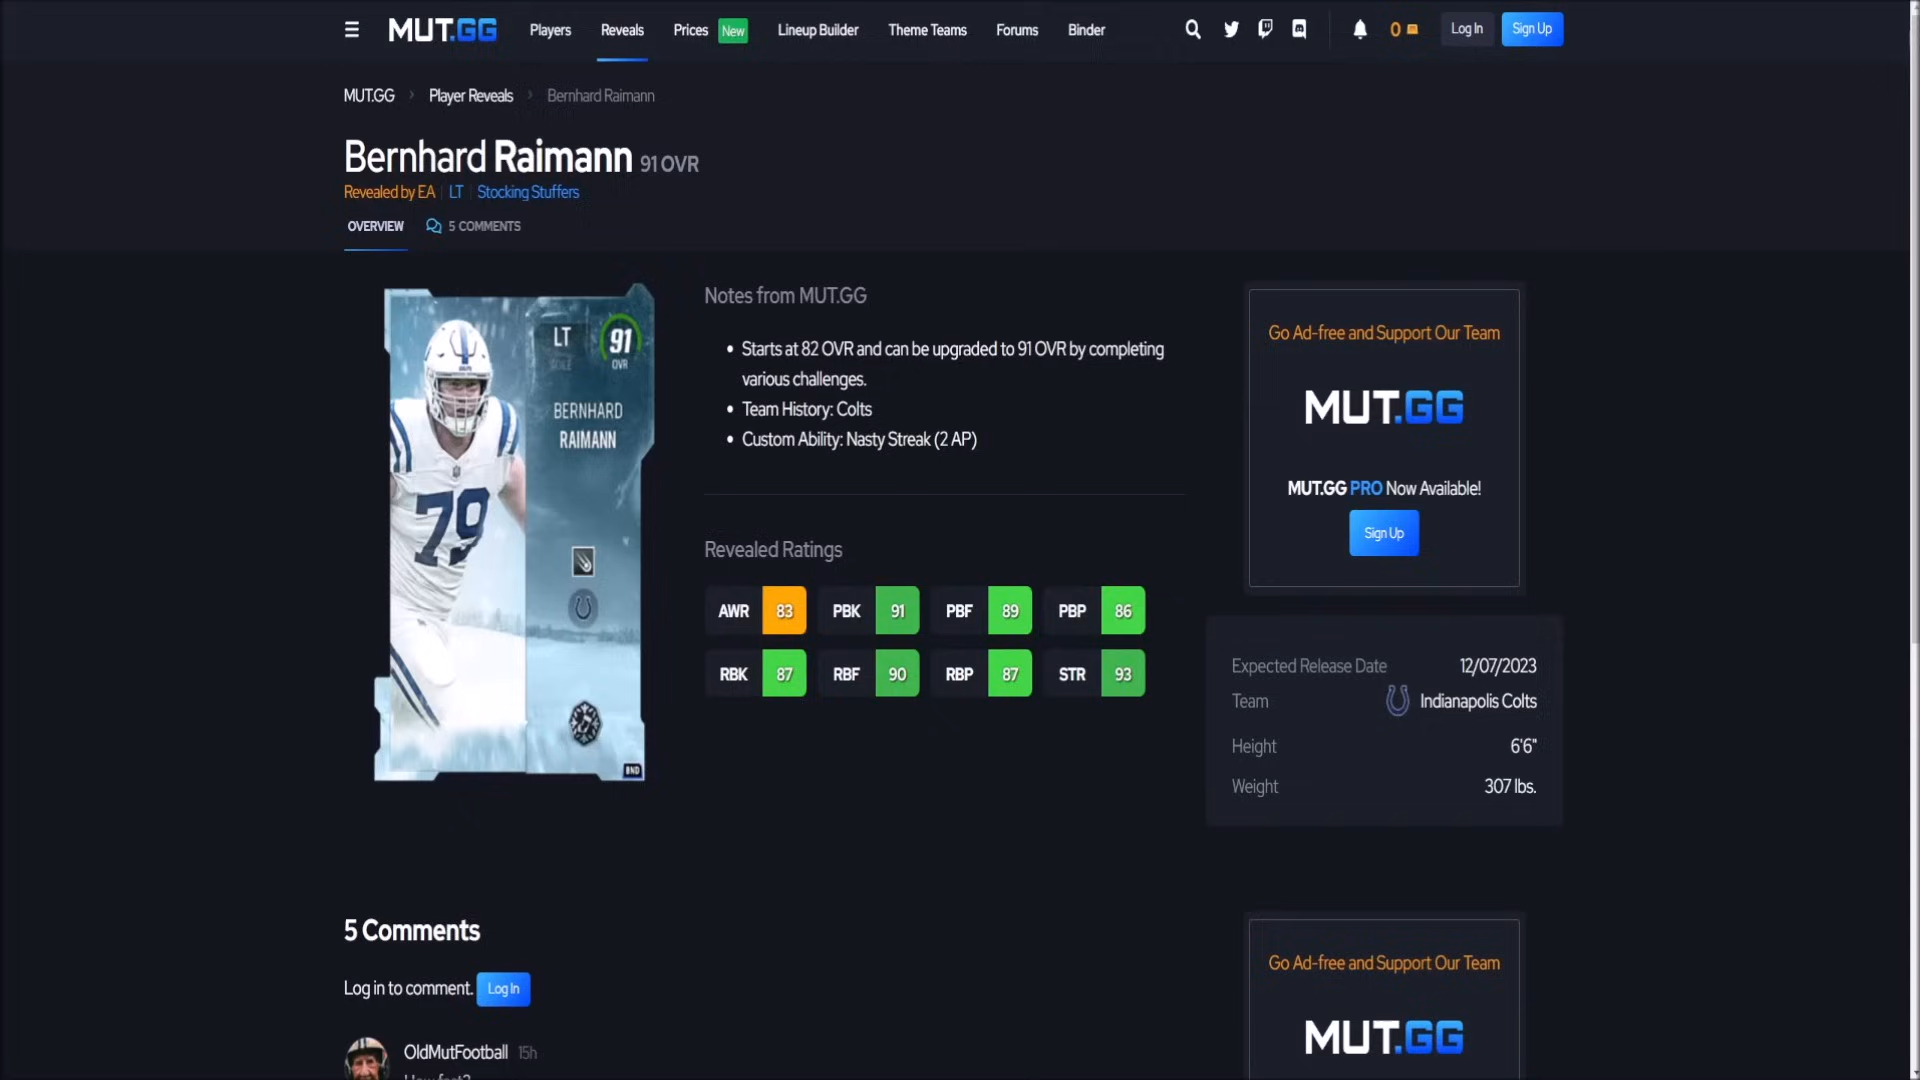 MUT.GG
Players
Reveals
Prices New
Lineup Builder
Theme Teams
Forums
Binder
0
Log In
Sign Up
MUT.GG > Player Reveals > Bernhard Raimann
Bernhard Raimann 91 OVR
Revealed by EA | LT | Stocking Stuffers
OVERVIEW
5 COMMENTS
LT
91
OVR
BERNHARD
RAIMANN
79
BND
Notes from MUT.GG
• Starts at 82 OVR and can be upgraded to 91 OVR by completing
various challenges.
• Team History: Colts
• Custom Ability: Nasty Streak (2 AP)
Revealed Ratings
AWR 83 PBK 91 PBF 89 PBP 86
RBK 87 RBF 90 RBP 87 STR 93
Go Ad-free and Support Our Team
MUT.GG
MUT.GG PRO Now Available!
Sign Up
Expected Release Date 12/07/2023
Team Indianapolis Colts
Height 6'6"
Weight 307 lbs.
5 Comments
Log in to comment. Log In
OldMutFootball 15h
Go Ad-free and Support Our Team
MUT.GG